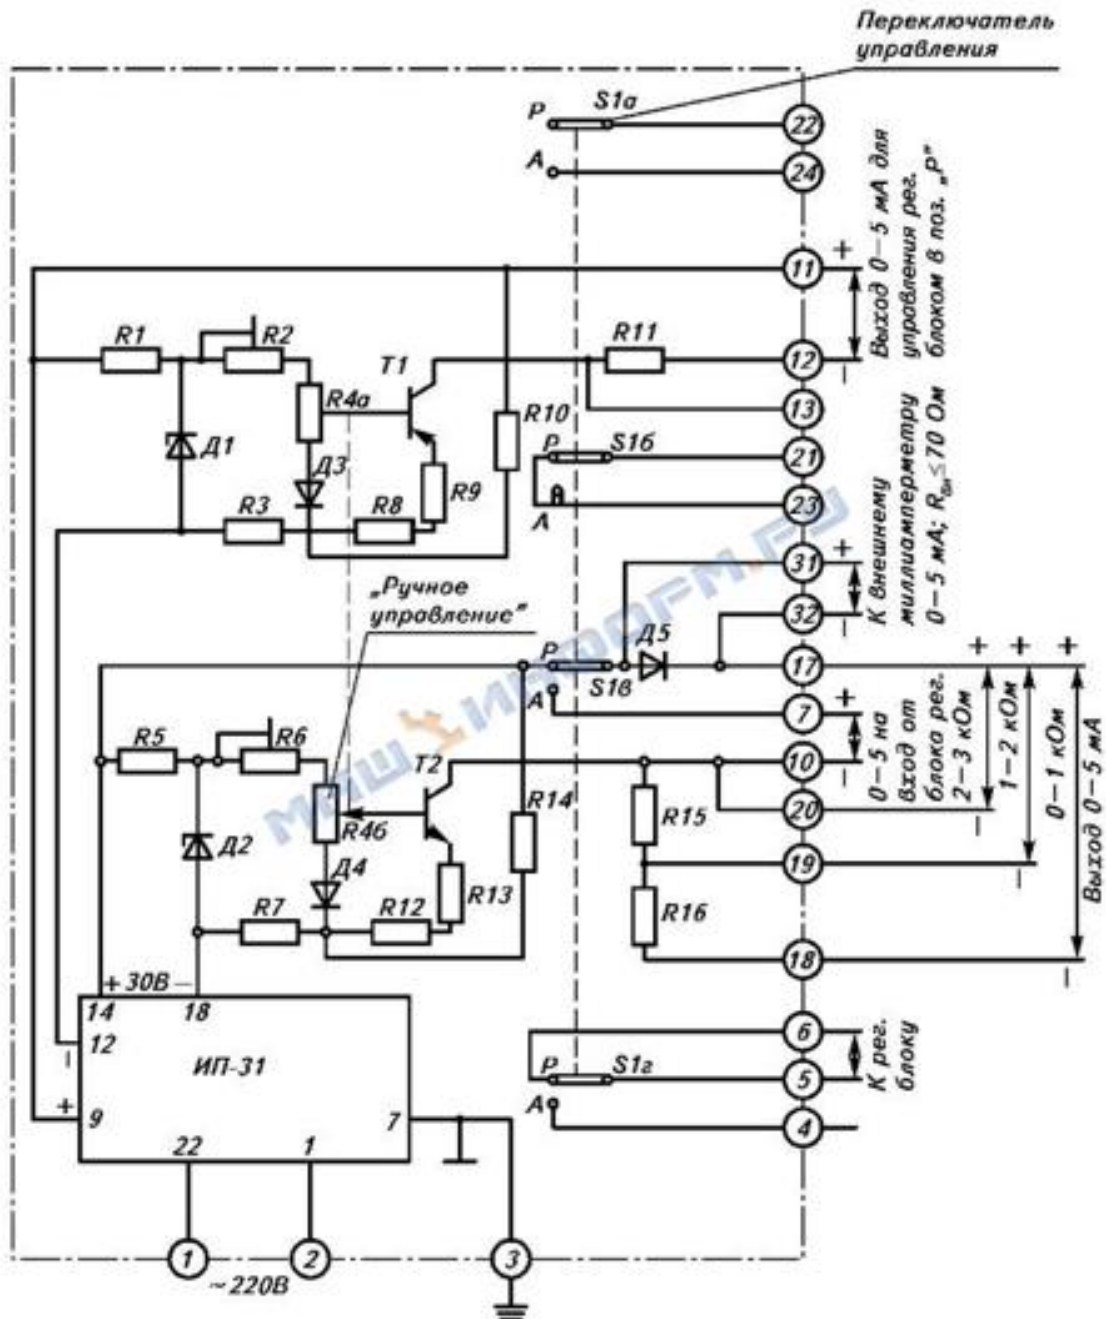 Переключатель
управления
P S1а 22
A 24
Выход 0–5 мА для
управления рег.
блоком в поз. „Р"
+ 11
R1 R2 R11 12 –
T1
R4а R10 13
Д1 P S1б 21
Д3 R9
R3 R8 A 23
К внешнему
миллиамперметру
0–5 мА; Rвн≤70 Ом
31 +
32 –
„Ручное
управление"
P Д5 17 + + +
S1в
A 7 +
R5 R6 10 –
T2
0–5 на
вход от
блока рег.
2–3 кОм
1–2 кОм
0–1 кОм
Выход 0–5 мА
R14 R15 20 –
R4б
Д2 Д4 19 –
R13
R7 R12 R16
18 –
+ 30В –
14 18
12 –
6
ИП-31 P S1г 5
К рег.
блоку
+ 9 7 A 4
22 1
1 2 3
~220В
МАШИНФОРМ.РУ